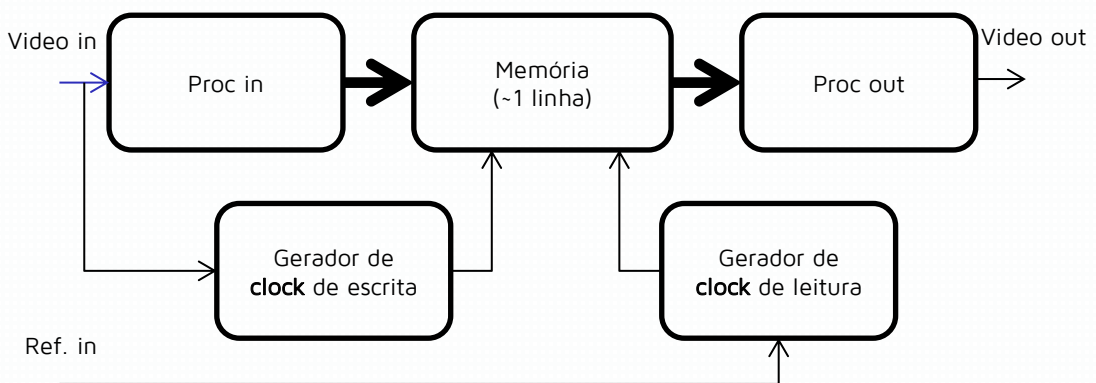 Video in
Proc in
Memória
(~1 linha)
Proc out
Video out
Gerador de
clock de escrita
Gerador de
clock de leitura
Ref. in